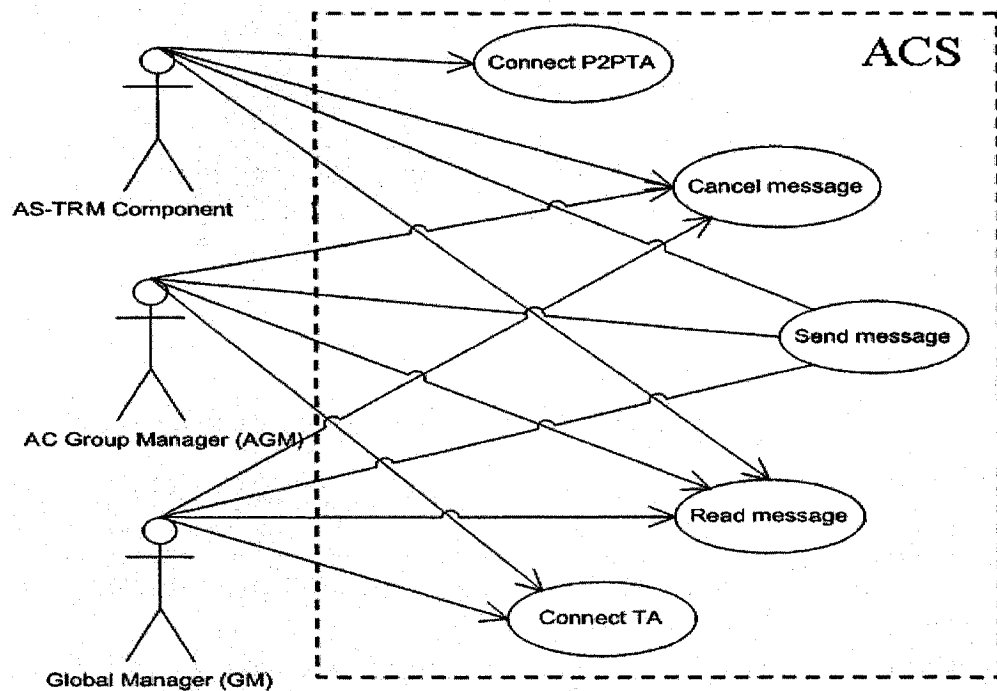 ACS
Connect P2PTA
Cancel message
AS-TRM Component
Send message
AC Group Manager (AGM)
Read message
Connect TA
Global Manager (GM)